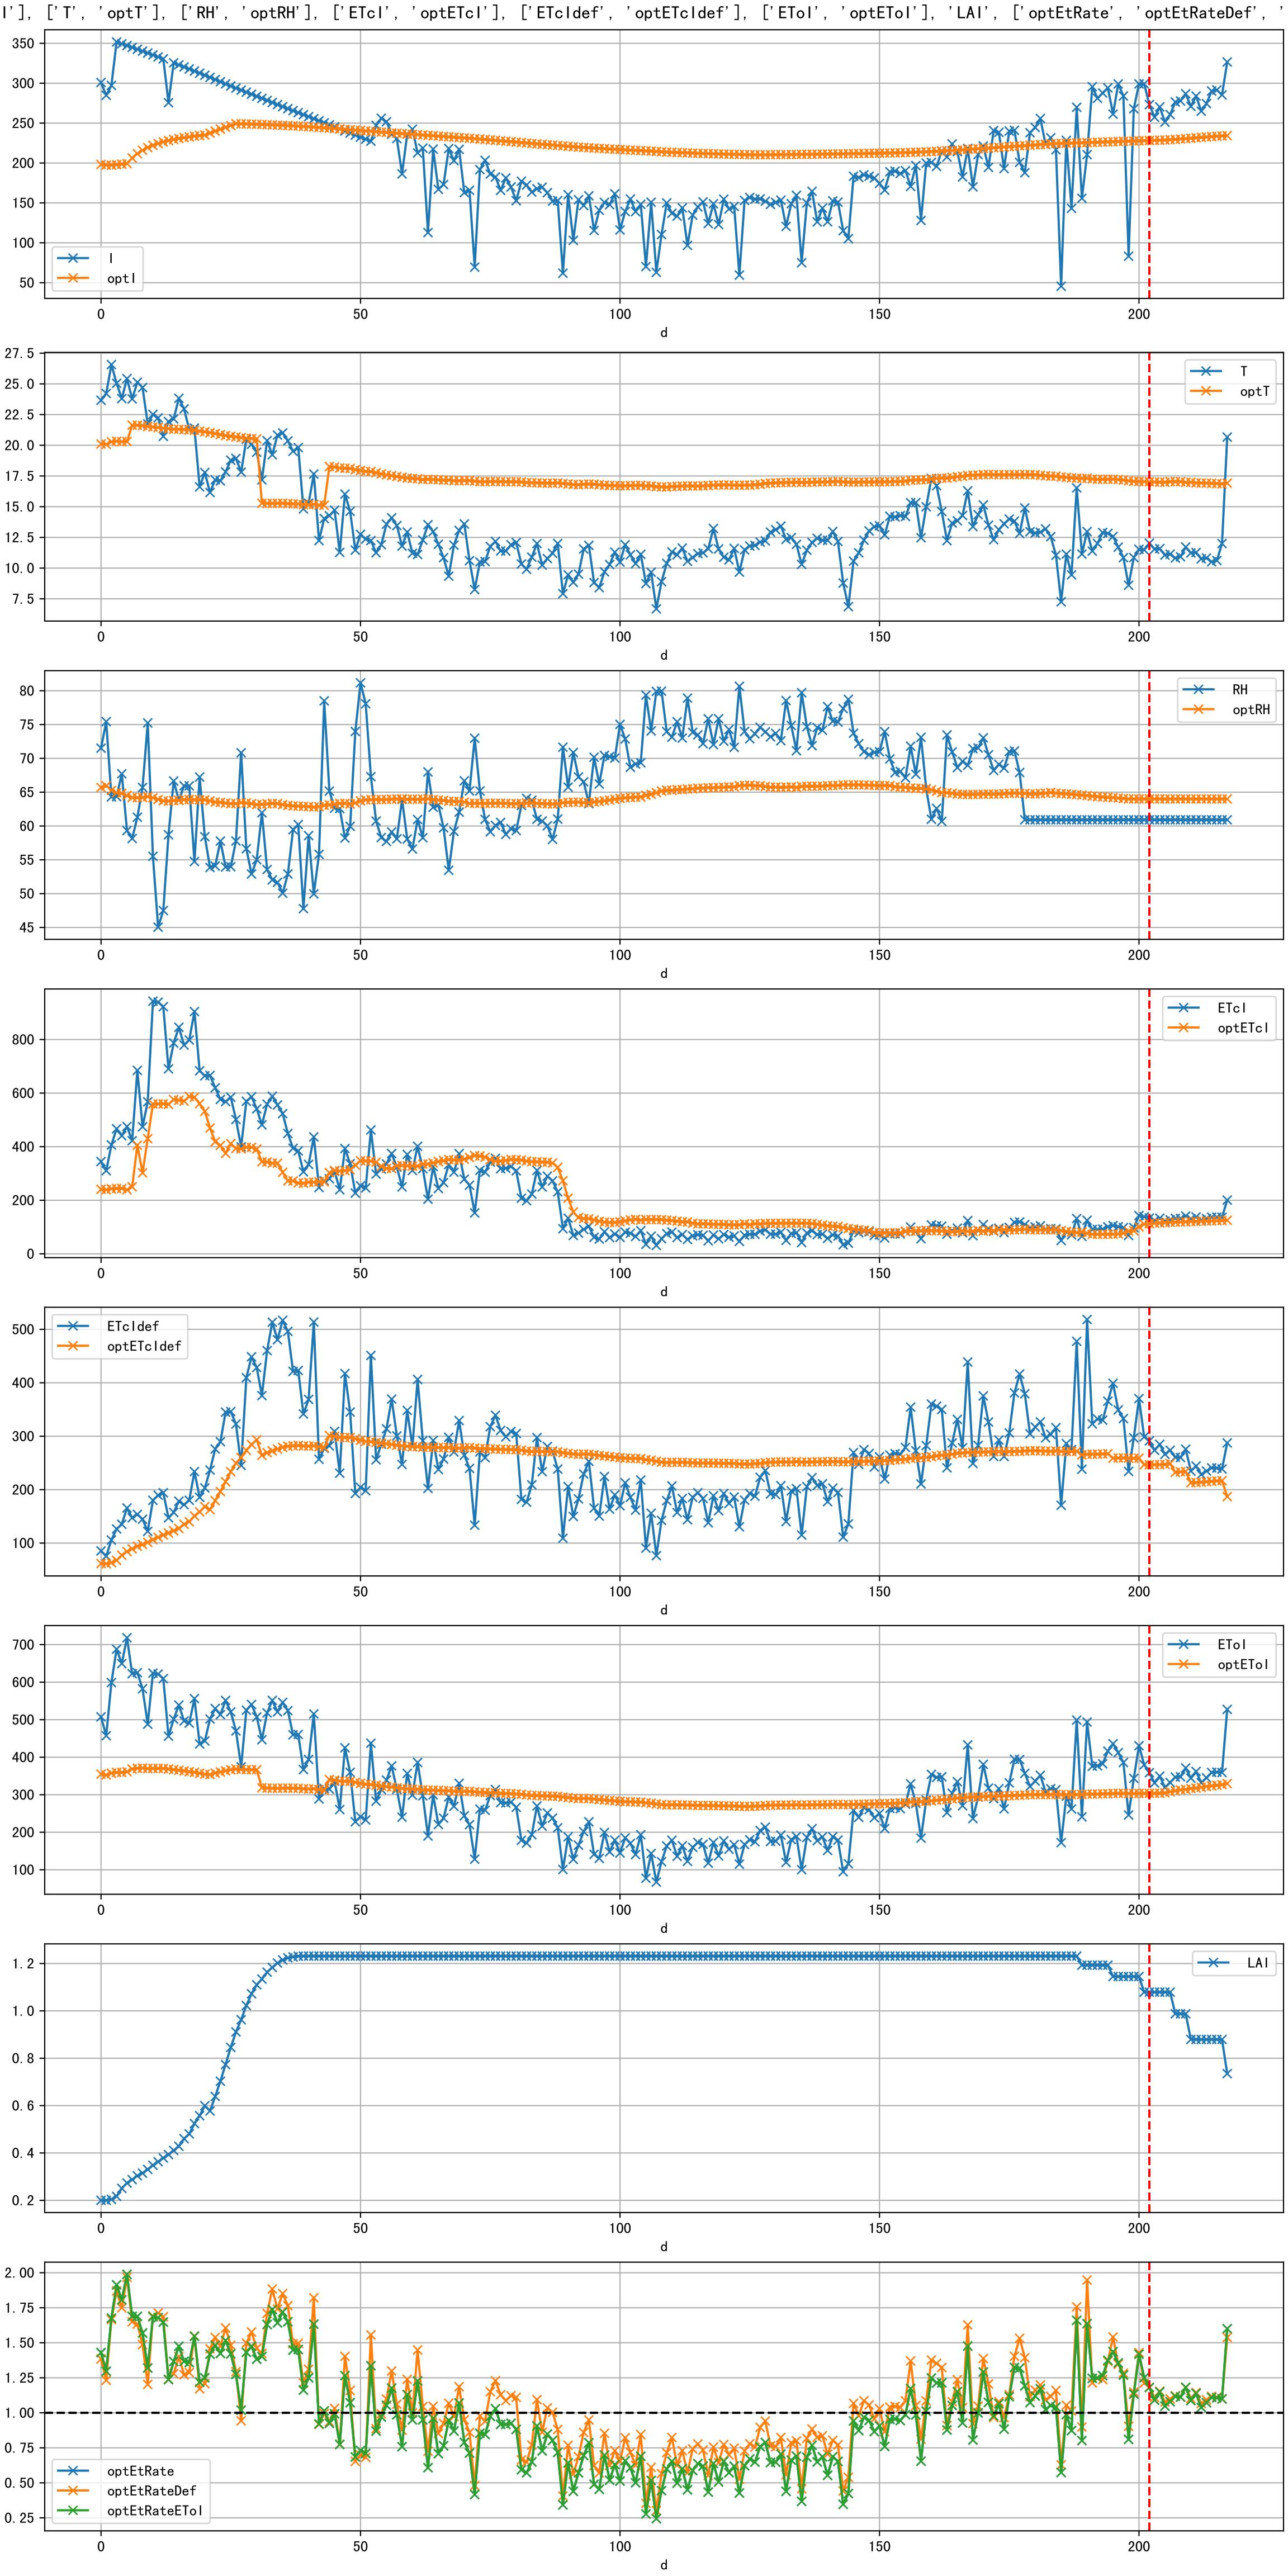 I'], ['T', 'optT'], ['RH', 'optRH'], ['ETcI', 'optETcI'], ['ETcIdef', 'optETcIdef'], ['EToI', 'optEToI'], 'LAI', ['optEtRate', 'optEtRateDef', '
350
300
250
200
150
100
50
I
optI
0 50 100 150 200
d
27.5
25.0
22.5
20.0
17.5
15.0
12.5
10.0
7.5
T
optT
0 50 100 150 200
d
80
75
70
65
60
55
50
45
RH
optRH
0 50 100 150 200
d
800
600
400
200
0
ETcI
optETcI
0 50 100 150 200
d
500
400
300
200
100
ETcIdef
optETcIdef
0 50 100 150 200
d
700
600
500
400
300
200
100
EToI
optEToI
0 50 100 150 200
d
1.2
1.0
0.8
0.6
0.4
0.2
LAI
0 50 100 150 200
d
2.00
1.75
1.50
1.25
1.00
0.75
0.50
0.25
optEtRate
optEtRateDef
optEtRateEToI
0 50 100 150 200
d